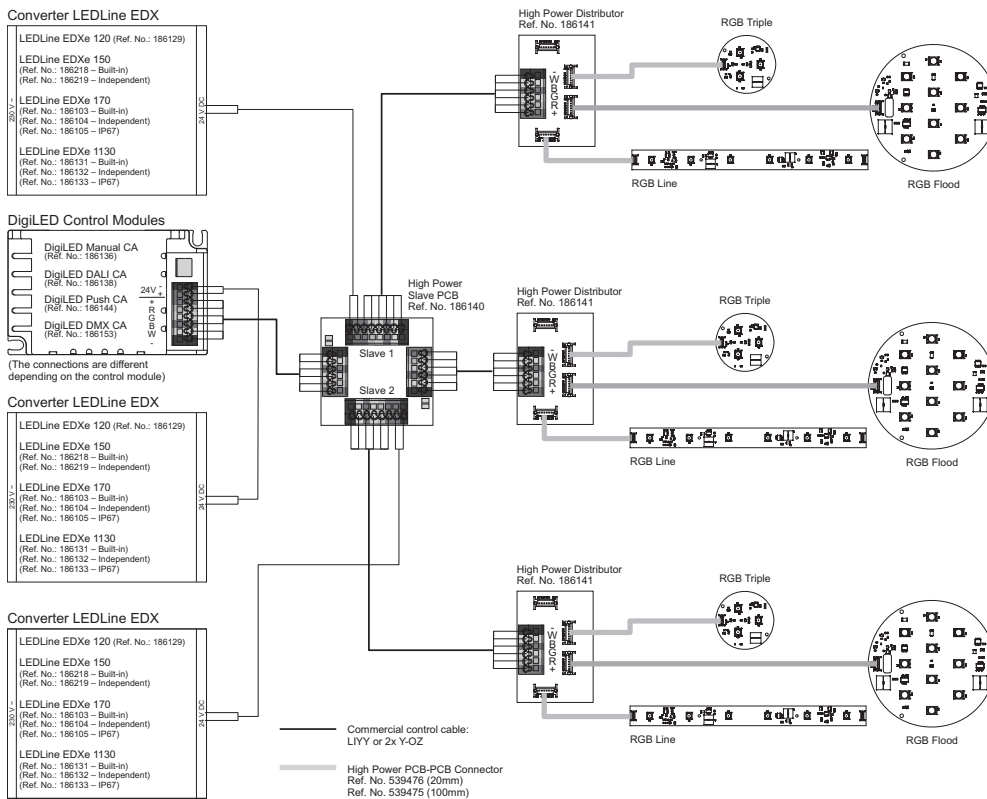 Converter LEDLine EDX
LEDLine EDXe 120 (Ref. No.: 186129)
LEDLine EDXe 150
(Ref. No.: 186218 – Built-in)
(Ref. No.: 186219 – Independent)
LEDLine EDXe 170
(Ref. No.: 186103 – Built-in)
(Ref. No.: 186104 – Independent)
(Ref. No.: 186105 – IP67)
LEDLine EDXe 1130
(Ref. No.: 186131 – Built-in)
(Ref. No.: 186132 – Independent)
(Ref. No.: 186133 – IP67)
230 V ~
24 V DC
DigiLED Control Modules
DigiLED Manual CA
(Ref. No.: 186136)
DigiLED DALI CA
(Ref. No.: 186138)
DigiLED Push CA
(Ref. No.: 186144)
DigiLED DMX CA
(Ref. No.: 186153)
24V -
+
+
R
G
B
W
-
(The connections are different
depending on the control module)
Converter LEDLine EDX
LEDLine EDXe 120 (Ref. No.: 186129)
LEDLine EDXe 150
(Ref. No.: 186218 – Built-in)
(Ref. No.: 186219 – Independent)
LEDLine EDXe 170
(Ref. No.: 186103 – Built-in)
(Ref. No.: 186104 – Independent)
(Ref. No.: 186105 – IP67)
LEDLine EDXe 1130
(Ref. No.: 186131 – Built-in)
(Ref. No.: 186132 – Independent)
(Ref. No.: 186133 – IP67)
230 V ~
24 V DC
Converter LEDLine EDX
LEDLine EDXe 120 (Ref. No.: 186129)
LEDLine EDXe 150
(Ref. No.: 186218 – Built-in)
(Ref. No.: 186219 – Independent)
LEDLine EDXe 170
(Ref. No.: 186103 – Built-in)
(Ref. No.: 186104 – Independent)
(Ref. No.: 186105 – IP67)
LEDLine EDXe 1130
(Ref. No.: 186131 – Built-in)
(Ref. No.: 186132 – Independent)
(Ref. No.: 186133 – IP67)
230 V ~
24 V DC
High Power
Slave PCB
Ref. No. 186140
Slave 1
Slave 2
High Power Distributor
Ref. No. 186141
-
W
B
G
R
+
RGB Triple
RGB Line
RGB Flood
High Power Distributor
Ref. No. 186141
-
W
B
G
R
+
RGB Triple
RGB Line
RGB Flood
High Power Distributor
Ref. No. 186141
-
W
B
G
R
+
RGB Triple
RGB Line
RGB Flood
Commercial control cable:
LIYY or 2x Y-OZ
High Power PCB-PCB Connector
Ref. No. 539476 (20mm)
Ref. No. 539475 (100mm)